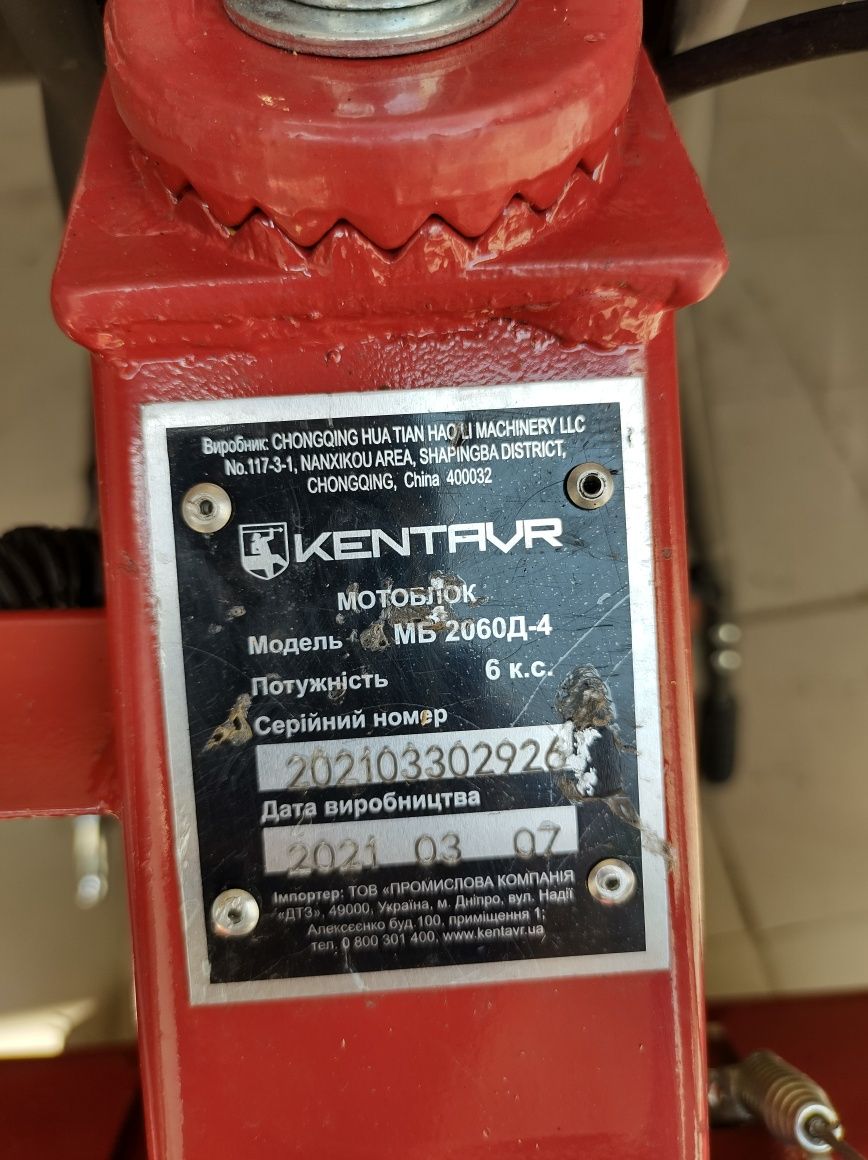 Виробник: CHONGQING HUA TIAN HAO LI MACHINERY LLC
No.117-3-1, NANXIKOU AREA, SHAPINGBA DISTRICT,
CHONGQING, China 400032
KENTAVR
МОТОБЛОК
Модель МБ 2060Д-4
Потужність 6 к.с.
Серійний номер
202103302926
Дата виробництва
2021 03 07
Імпортер: ТОВ «ПРОМИСЛОВА КОМПАНІЯ
«ДТЗ», 49000, Україна, м. Дніпро, вул. Надії
Алексєєнко буд.100, приміщення 1;
тел. 0 800 301 400, www.kentavr.ua